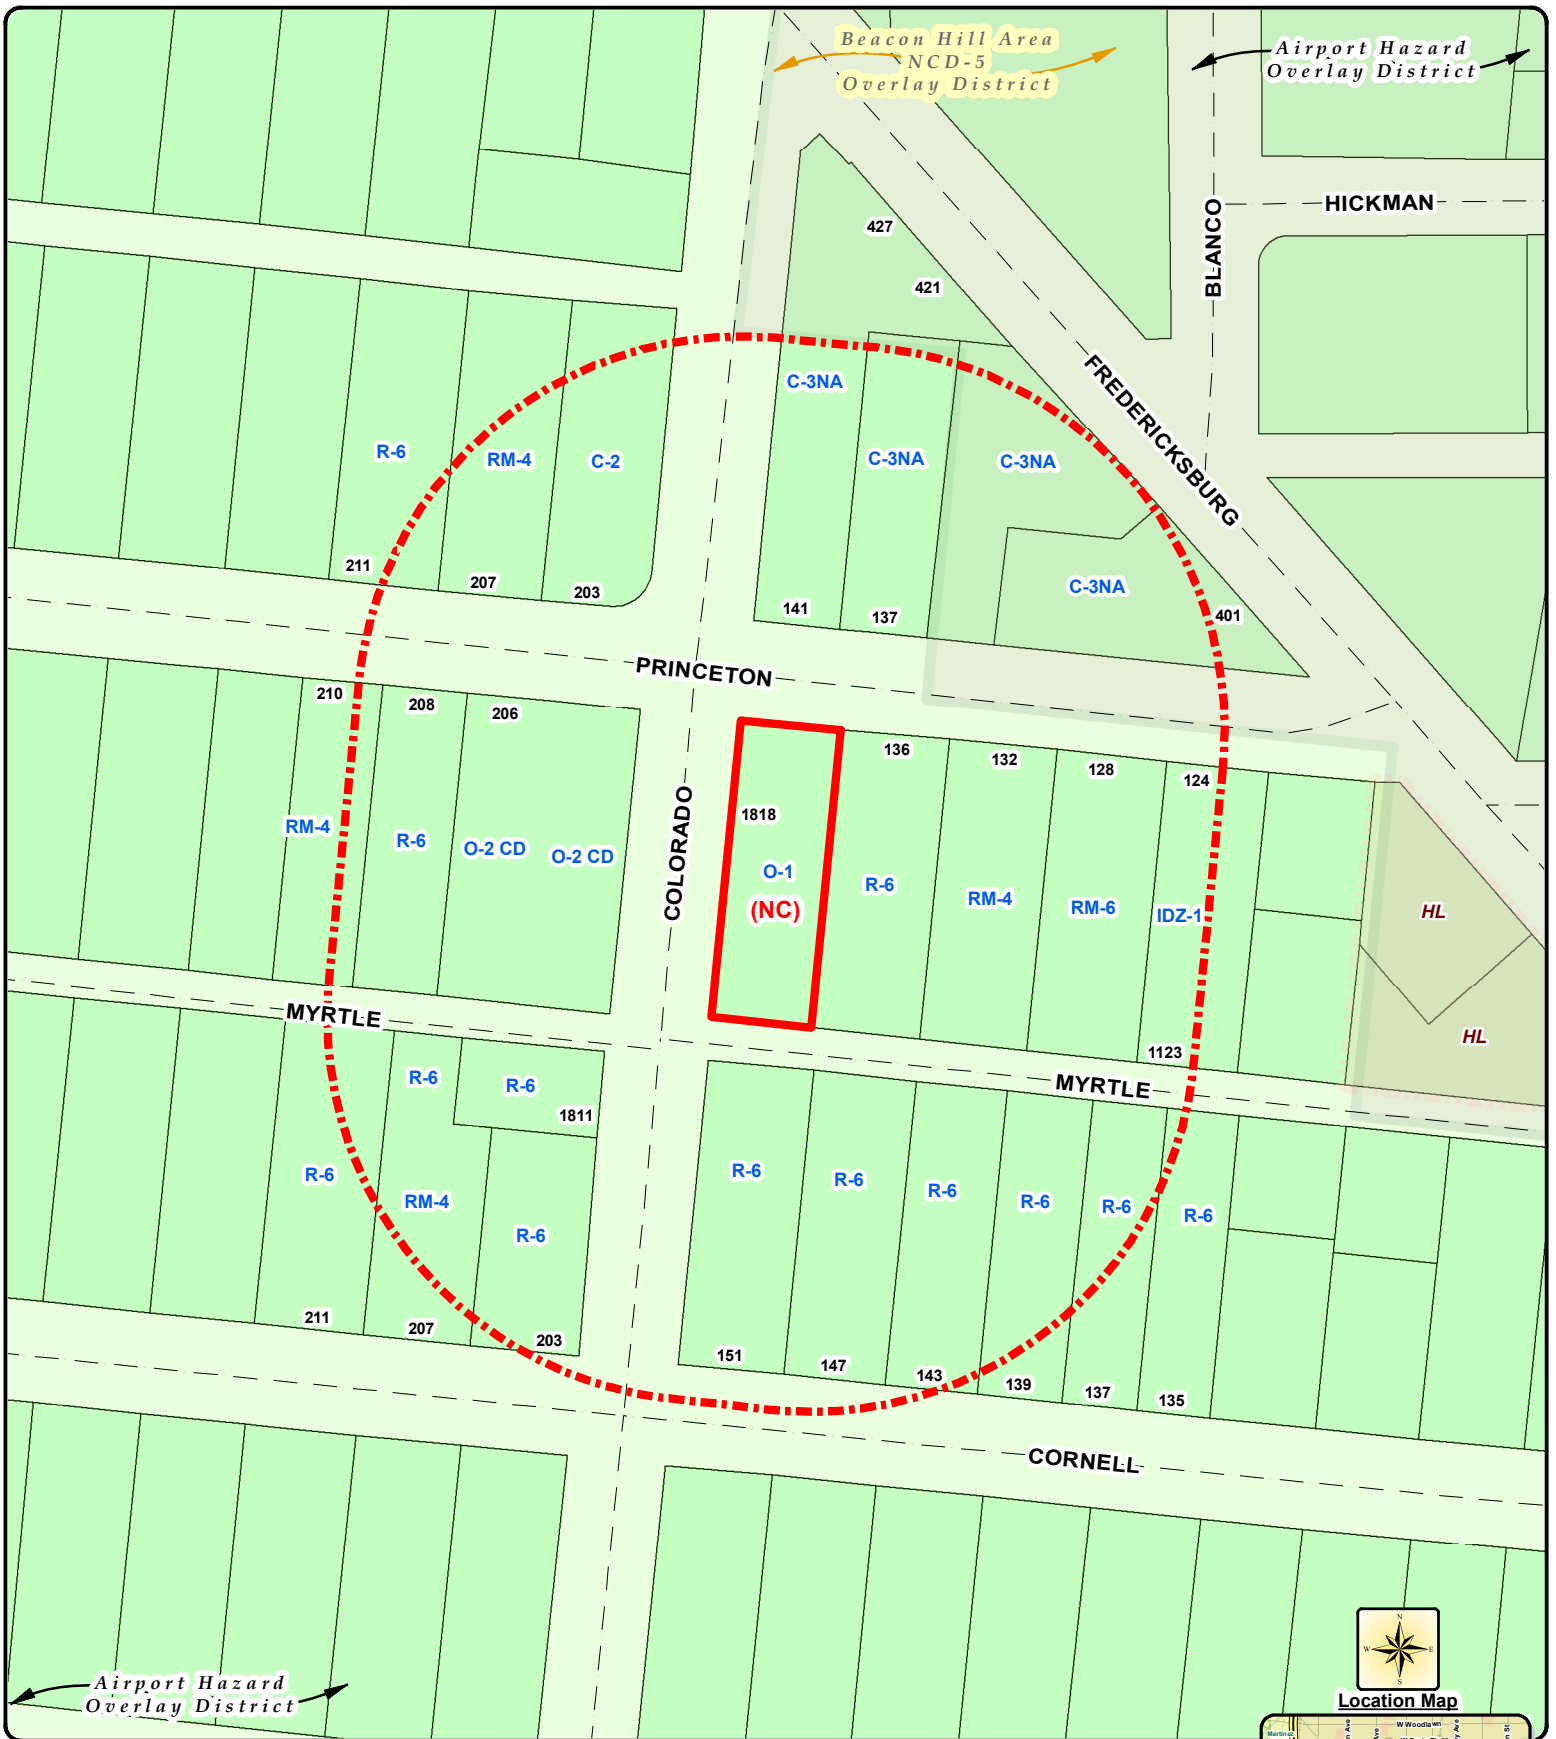 Beacon Hill Area
NCD-5
Overlay District
Airport Hazard
Overlay District
HICKMAN
BLANCO
427
421
FREDERICKSBURG
C-3NA
C-3NA
C-3NA
R-6
RM-4
C-2
C-3NA
211
207
203
141
137
401
PRINCETON
210
208
206
136
132
128
124
COLORADO
1818
RM-4
R-6
O-2 CD
O-2 CD
O-1
(NC)
R-6
RM-4
RM-6
IDZ-1
HL
HL
MYRTLE
1123
MYRTLE
R-6
R-6
1811
R-6
RM-4
R-6
R-6
R-6
R-6
R-6
R-6
R-6
211
207
203
151
147
143
139
137
135
CORNELL
Airport Hazard
Overlay District
N
W
E
S
Location Map
W Woodlawn
Martinez